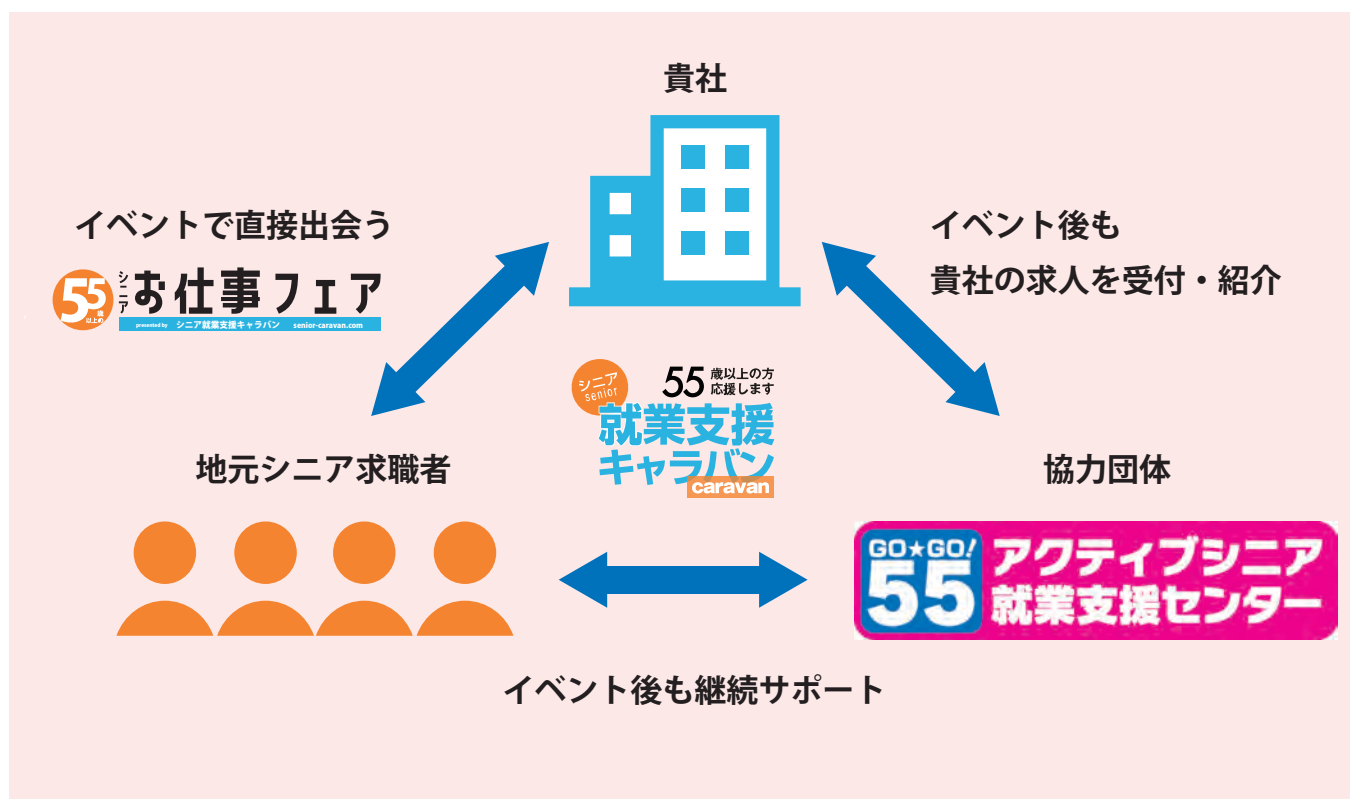 貴社
イベントで直接出会う
55歳以上の
シニア
お仕事フェア
presented by シニア就業支援キャラバン senior-caravan.com
イベント後も
貴社の求人を受付・紹介
シニア
senior
55歳以上の方
応援します
就業支援
キャラバン
caravan
地元シニア求職者
協力団体
GO★GO!
55
アクティブシニア
就業支援センター
イベント後も継続サポート